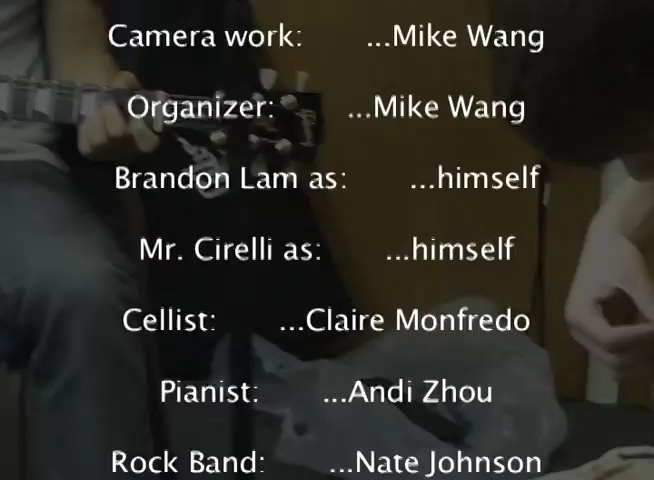 Camera work: ...Mike Wang
Organizer: ...Mike Wang
Brandon Lam as: ...himself
Mr. Cirelli as: ...himself
Cellist: ...Claire Monfredo
Pianist: ...Andi Zhou
Rock Band: ...Nate Johnson